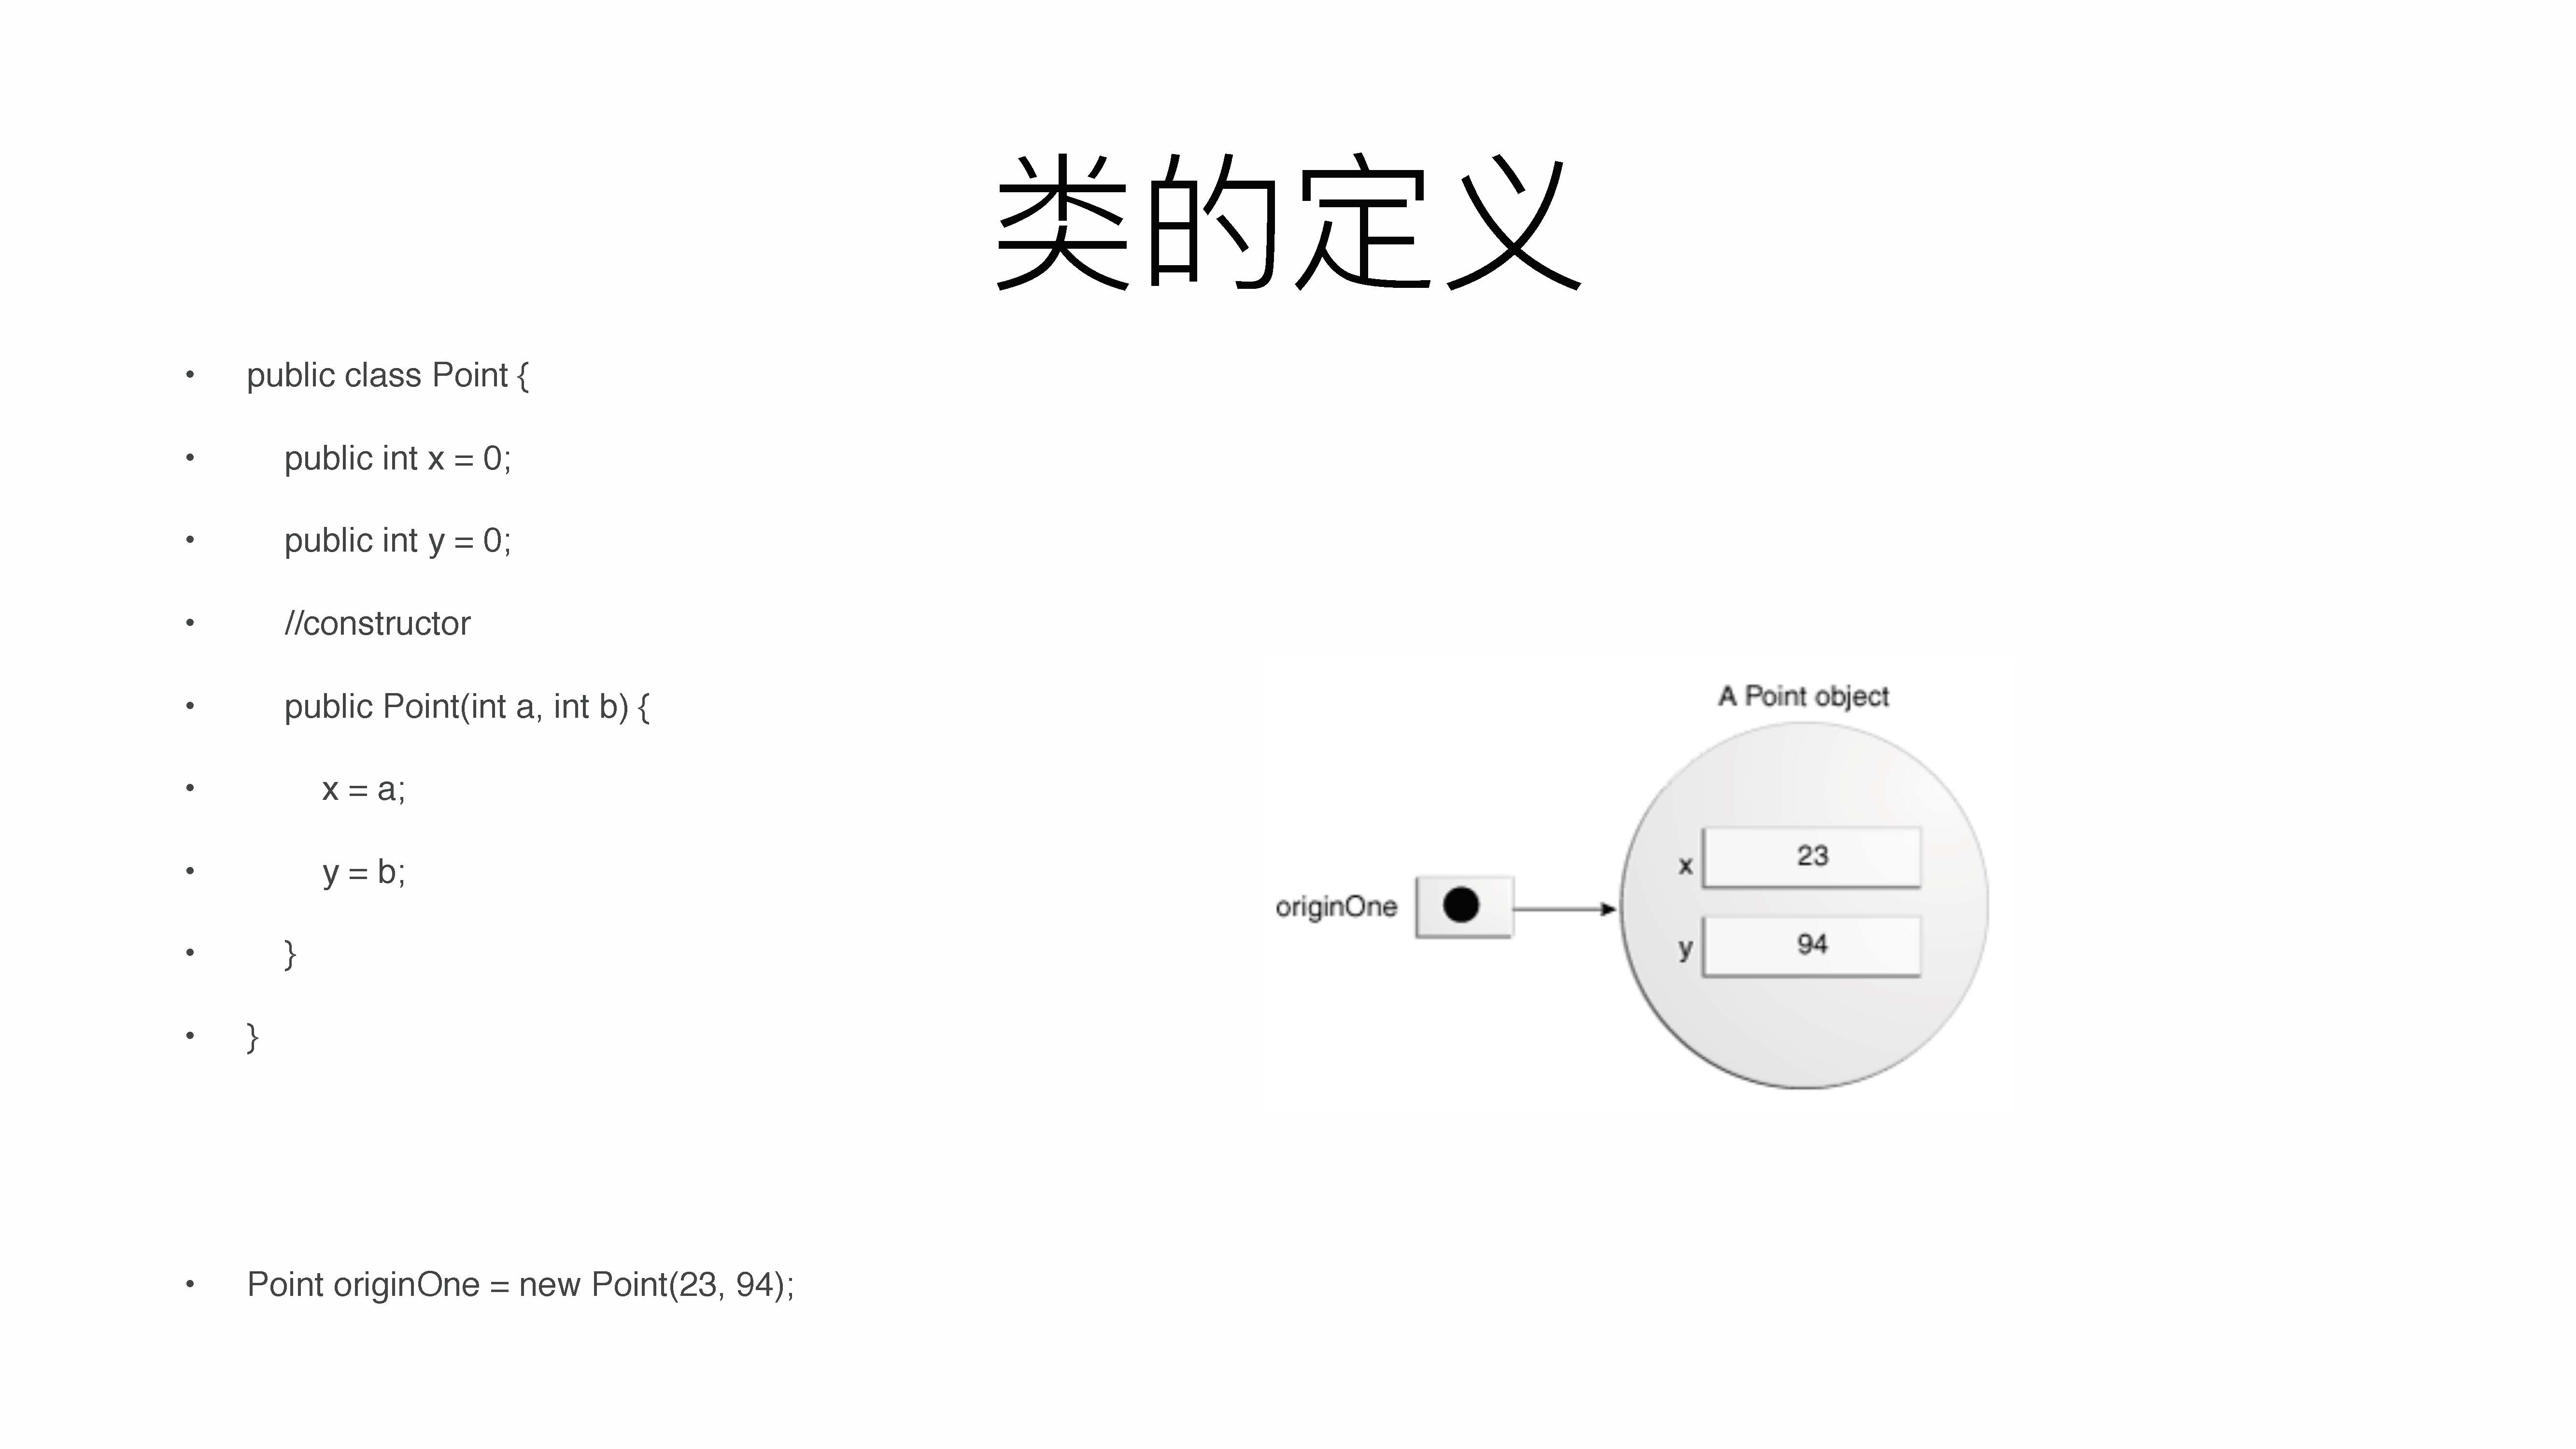 类的定义
• public class Point {
• public int x = 0;
• public int y = 0;
• //constructor
• public Point(int a, int b) {
• x = a;
• y = b;
• }
• }
• Point originOne = new Point(23, 94);
A Point object
originOne
x 23
y 94